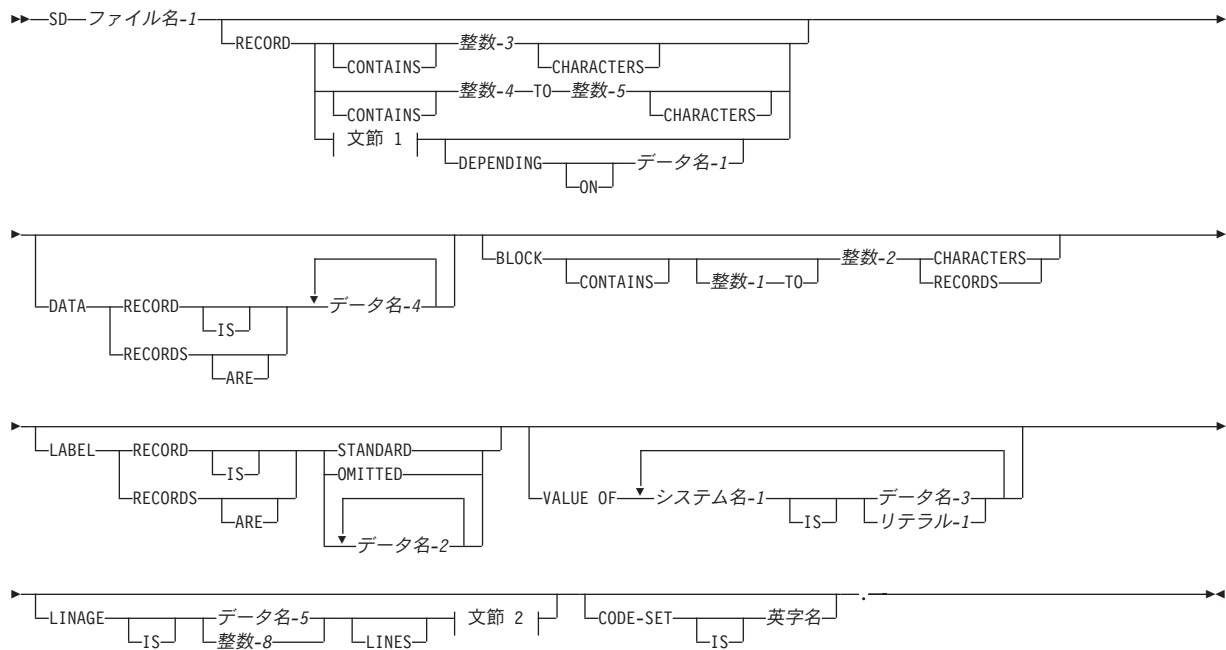 SD ファイル名-1
RECORD 整数-3
CONTAINS CHARACTERS
整数-4 TO 整数-5
CONTAINS CHARACTERS
文節 1
DEPENDING データ名-1
ON
BLOCK 整数-2 CHARACTERS
CONTAINS 整数-1 TO RECORDS
DATA RECORD データ名-4
IS
RECORDS
ARE
LABEL RECORD STANDARD
IS OMITTED
RECORDS
ARE
データ名-2
VALUE OF システム名-1 データ名-3
IS リテラル-1
LINAGE データ名-5 文節 2
IS 整数-8 LINES
CODE-SET 英字名 .
IS